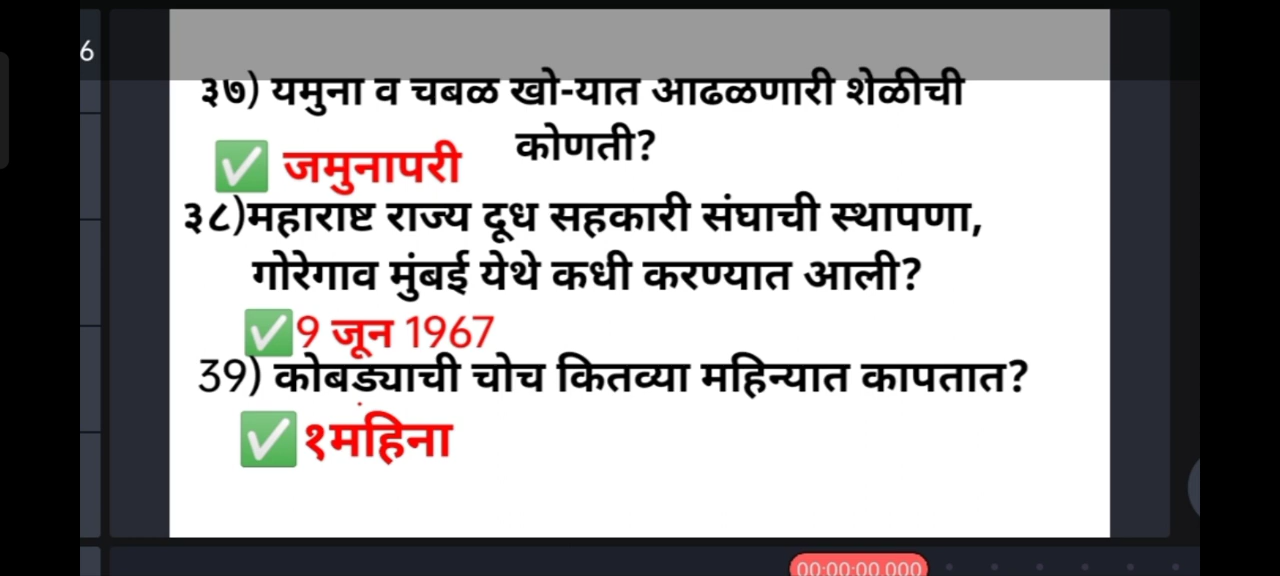 6
३७) यमुना व चबळ खो-यात आढळणारी शेळीची
कोणती?
✅ जमुनापरी
३८)महाराष्ट राज्य दूध सहकारी संघाची स्थापणा,
गोरेगाव मुंबई येथे कधी करण्यात आली?
✅9 जून 1967
39) कोबड्याची चोच कितव्या महिन्यात कापतात?
✅१महिना
00:00:00.000